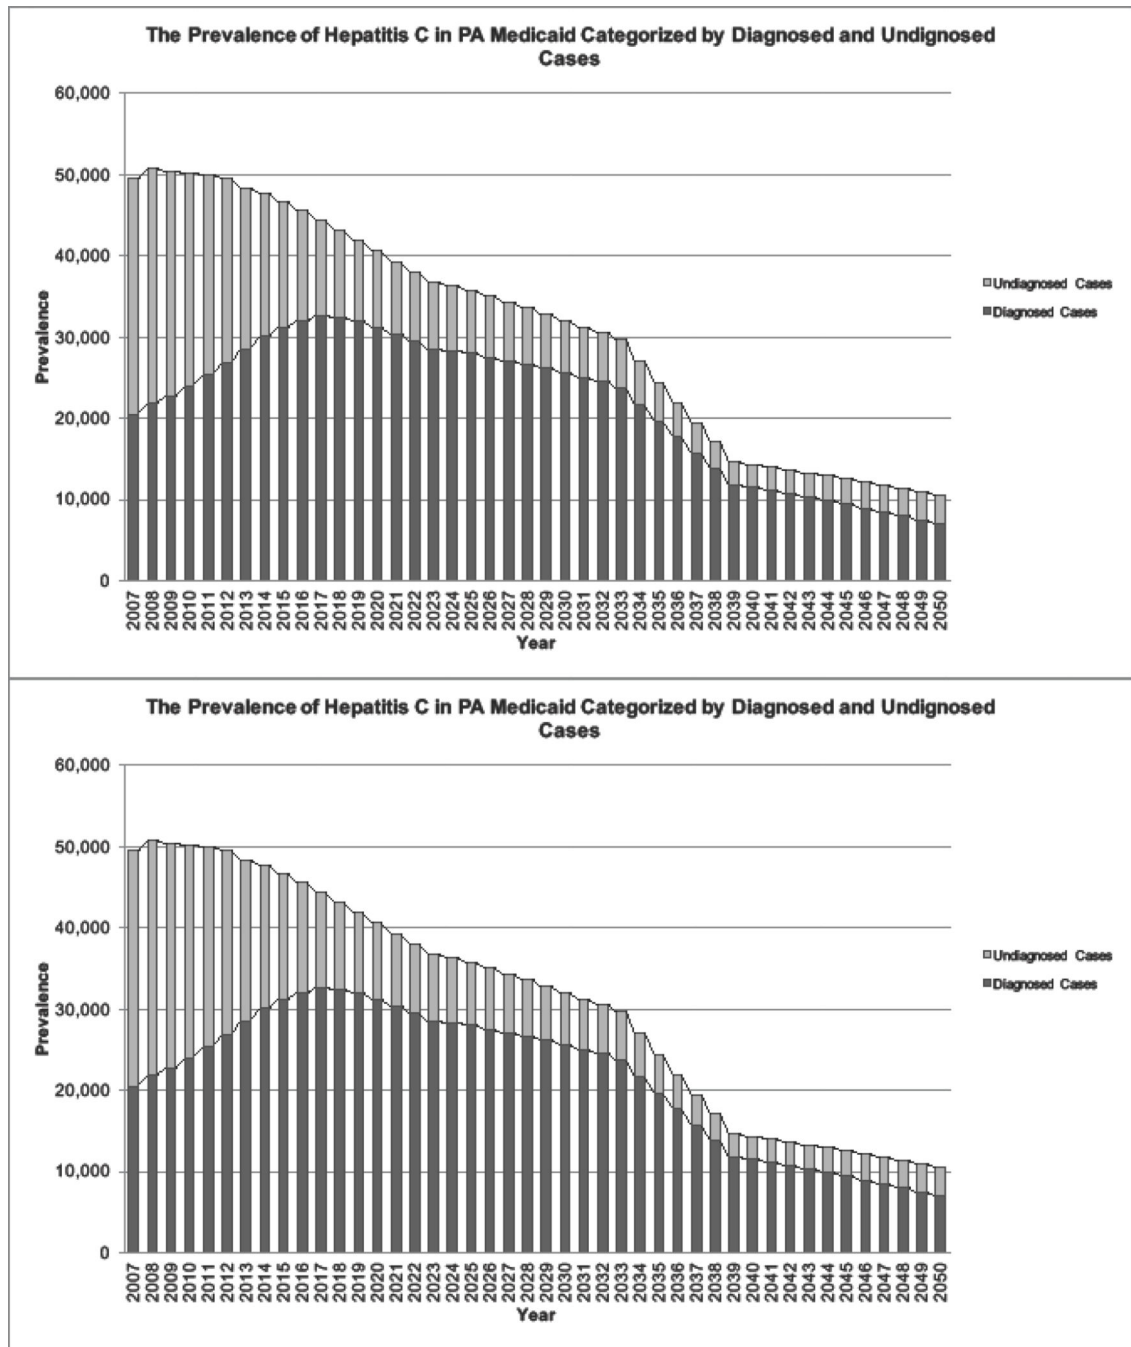 The Prevalence of Hepatitis C in PA Medicaid Categorized by Diagnosed and Undignosed
Cases
60,000
50,000
40,000
30,000
20,000
10,000
0
Prevalence
Undiagnosed Cases
Diagnosed Cases
2007 2008 2009 2010 2011 2012 2013 2014 2015 2016 2017 2018 2019 2020 2021 2022 2023 2024 2025 2026 2027 2028 2029 2030 2031 2032 2033 2034 2035 2036 2037 2038 2039 2040 2041 2042 2043 2044 2045 2046 2047 2048 2049 2050
Year
The Prevalence of Hepatitis C in PA Medicaid Categorized by Diagnosed and Undignosed
Cases
60,000
50,000
40,000
30,000
20,000
10,000
0
Prevalence
Undiagnosed Cases
Diagnosed Cases
2007 2008 2009 2010 2011 2012 2013 2014 2015 2016 2017 2018 2019 2020 2021 2022 2023 2024 2025 2026 2027 2028 2029 2030 2031 2032 2033 2034 2035 2036 2037 2038 2039 2040 2041 2042 2043 2044 2045 2046 2047 2048 2049 2050
Year